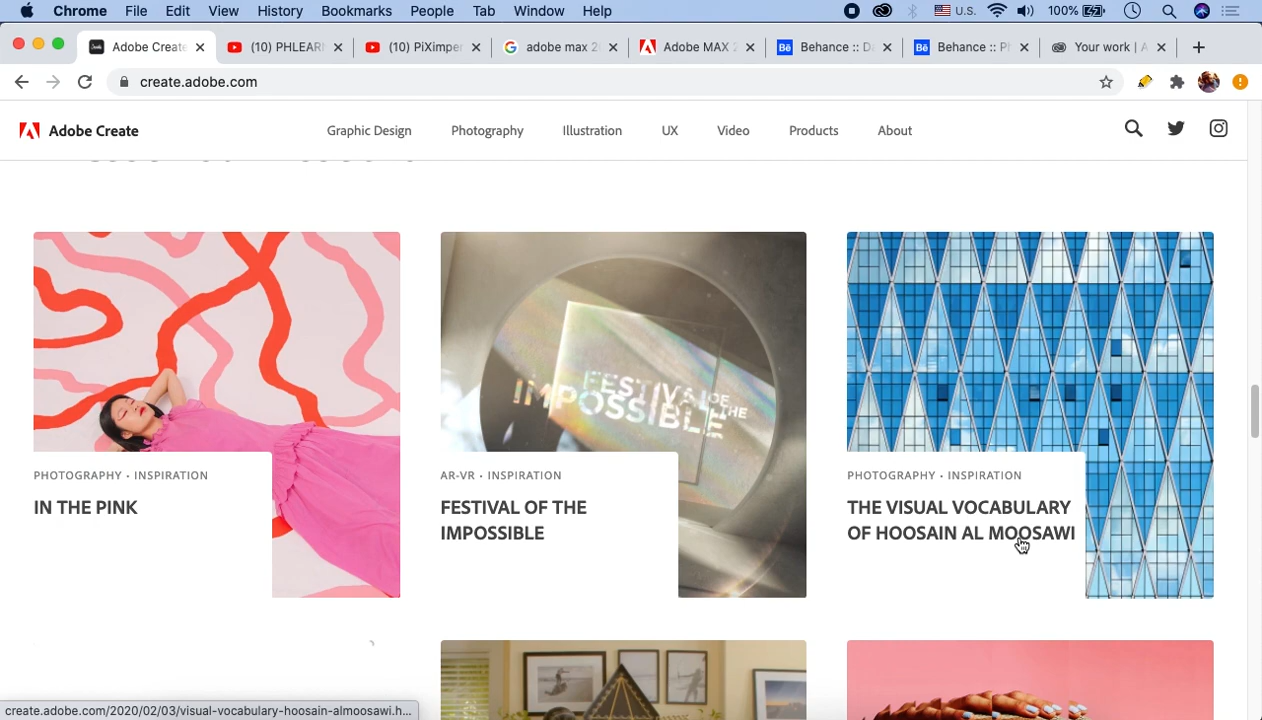 Chrome File Edit View History Bookmarks People Tab Window Help U.S. 100%
Adobe Create (10) PHLEAR (10) PiXimper adobe max 2 Adobe MAX 2 Behance :: D Behance :: P Your work | A
create.adobe.com
Adobe Create Graphic Design Photography Illustration UX Video Products About
FESTIVAL OF THE
IMPOSSIBLE
PHOTOGRAPHY • INSPIRATION AR-VR • INSPIRATION PHOTOGRAPHY • INSPIRATION
IN THE PINK FESTIVAL OF THE THE VISUAL VOCABULARY
IMPOSSIBLE OF HOOSAIN AL MOOSAWI
create.adobe.com/2020/02/03/visual-vocabulary-hoosain-almoosawi.h...